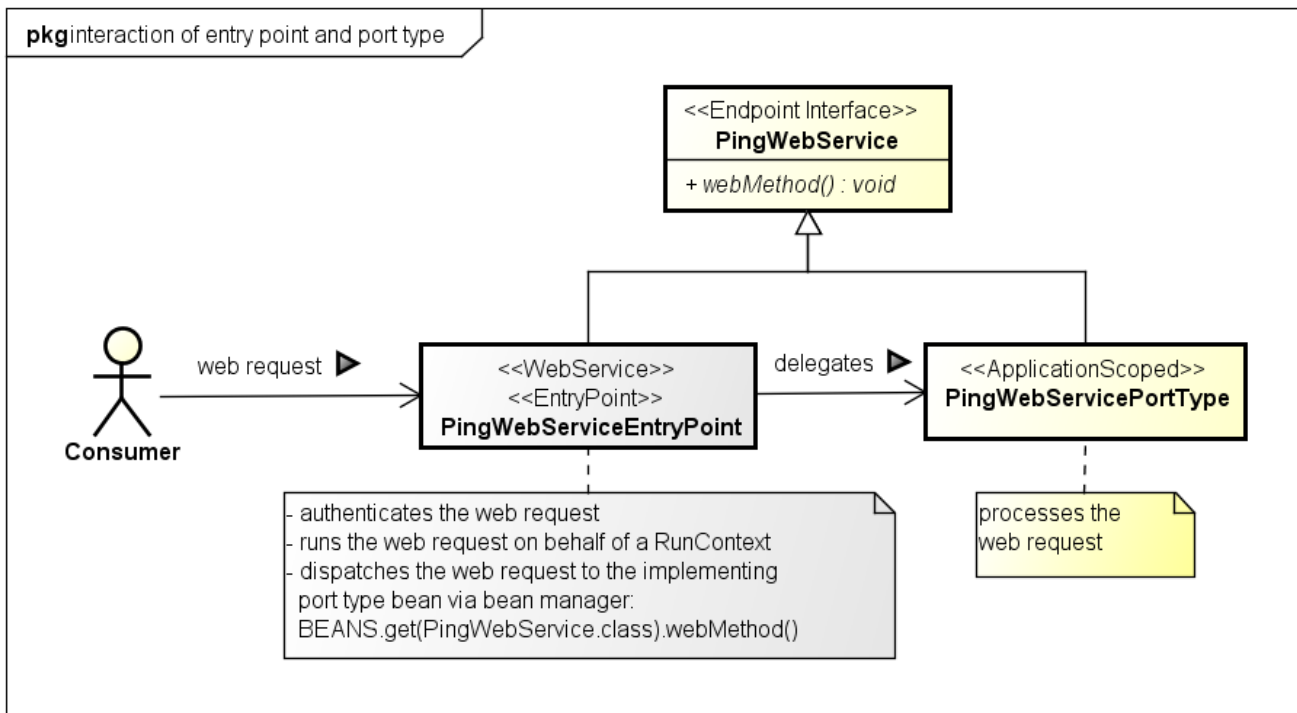 pkg interaction of entry point and port type
<<Endpoint Interface>>
PingWebService
+ webMethod() : void
web request
delegates
Consumer
<<WebService>>
<<EntryPoint>>
PingWebServiceEntryPoint
<<ApplicationScoped>>
PingWebServicePortType
- authenticates the web request
- runs the web request on behalf of a RunContext
- dispatches the web request to the implementing
port type bean via bean manager:
BEANS.get(PingWebService.class).webMethod()
processes the
web request